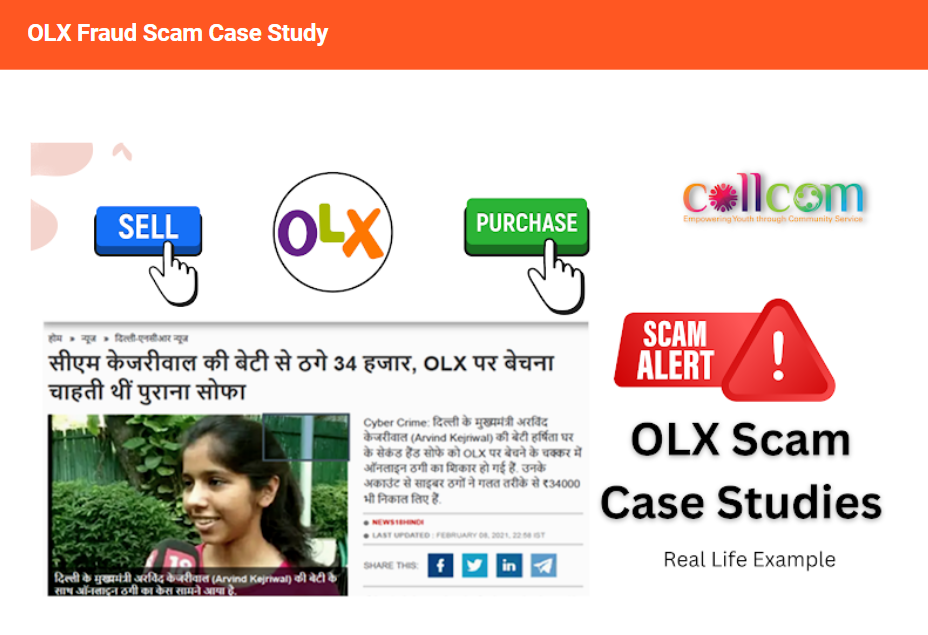 OLX Fraud Scam Case Study
SELL
OLX
PURCHASE
collcom
Empowering Youth through Community Service
होम » न्यूज » दिल्ली-एनसीआर न्यूज
सीएम केजरीवाल की बेटी से ठगे 34 हजार, OLX पर बेचना
चाहती थीं पुराना सोफा
Cyber Crime: दिल्ली के मुख्यमंत्री अरविंद
केजरीवाल (Arvind Kejriwal) की बेटी हर्षिता घर
के सेकंड हैंड सोफे को OLX पर बेचने के चक्कर में
ऑनलाइन ठगी का शिकार हो गई हैं. उनके
अकाउंट से साइबर ठगों ने गलत तरीके से ₹34000
भी निकाल लिए हैं.
NEWS18HINDI
LAST UPDATED : FEBRUARY 08, 2021, 22:58 IST
SHARE THIS:
18
दिल्ली के मुख्यमंत्री अरविंद केजरीवाल (Arvind Kejriwal) की बेटी के
साथ ऑनलाइन ठगी का केस सामने आया है.
SCAM
ALERT
!
OLX Scam
Case Studies
Real Life Example